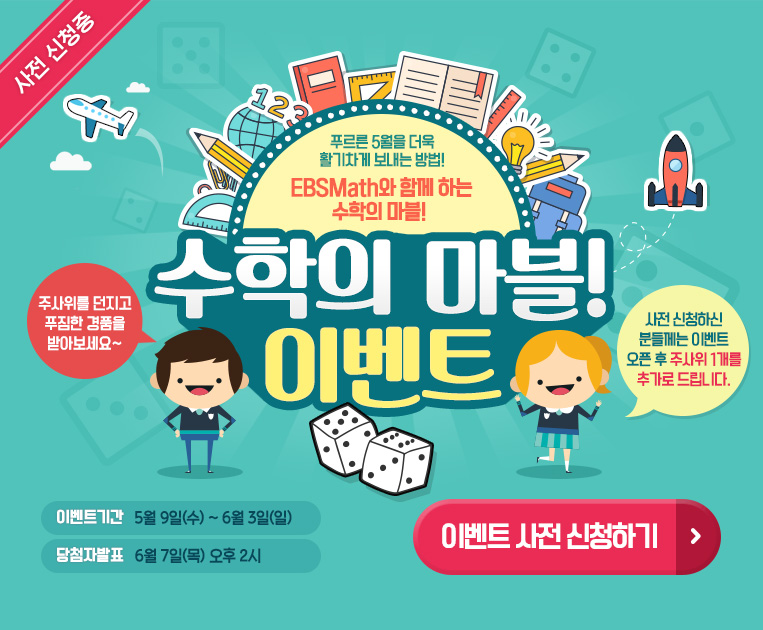 사전 신청중
1 2 3
푸르른 5월을 더욱
활기차게 보내는 방법!
EBSMath와 함께 하는
수학의 마블!
수학의 마블!
이벤트
주사위를 던지고
푸짐한 경품을
받아보세요~
사전 신청하신
분들께는 이벤트
오픈 후 주사위 1개를
추가로 드립니다.
이벤트기간 5월 9일(수) ~ 6월 3일(일)
당첨자발표 6월 7일(목) 오후 2시
이벤트 사전 신청하기 >